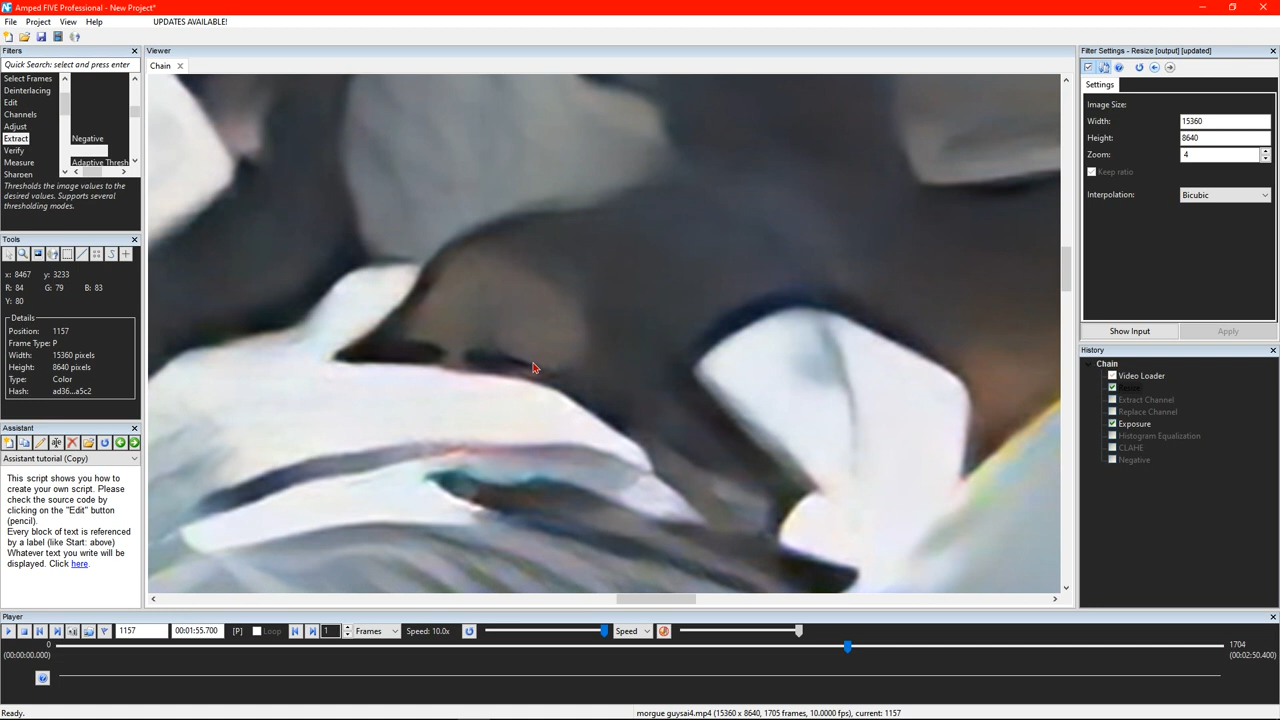 Amped FIVE Professional - New Project*
UPDATES AVAILABLE!
File Project View Help
Filters
Quick Search: select and press enter
Select Frames
Deinterlacing
Edit
Channels
Adjust
Extract
Verify
Measure
Sharpen
Negative
Adaptive Thresh
Thresholds the image values to the
desired values. Supports several
thresholding modes.
Tools
x: 8467 y: 3233
R: 84 G: 79 B: 83
Y: 80
Details
Position: 1157
Frame Type: P
Width: 15360 pixels
Height: 8640 pixels
Type: Color
Hash: ad36...a5c2
Assistant
Assistant tutorial (Copy)
This script shows you how to
create your own script. Please
check the source code by
clicking on the "Edit" button
(pencil).
Every block of text is referenced
by a label (like Start: above)
Whatever text you write will be
displayed. Click here.
Viewer
Chain
Filter Settings - Resize [output] [updated]
Settings
Image Size:
Width: 15360
Height: 8640
Zoom: 4
Keep ratio
Interpolation: Bicubic
Show Input Apply
History
Chain
Video Loader
Resize
Extract Channel
Replace Channel
Exposure
Histogram Equalization
CLAHE
Negative
Player
1157 00:01:55.700 [P] Loop 1 Frames Speed: 10.0x Speed
0 1704
(00:00:00.000) (00:02:50.400)
Ready. morgue guysai4.mp4 (15360 x 8640, 1705 frames, 10.0000 fps), current: 1157